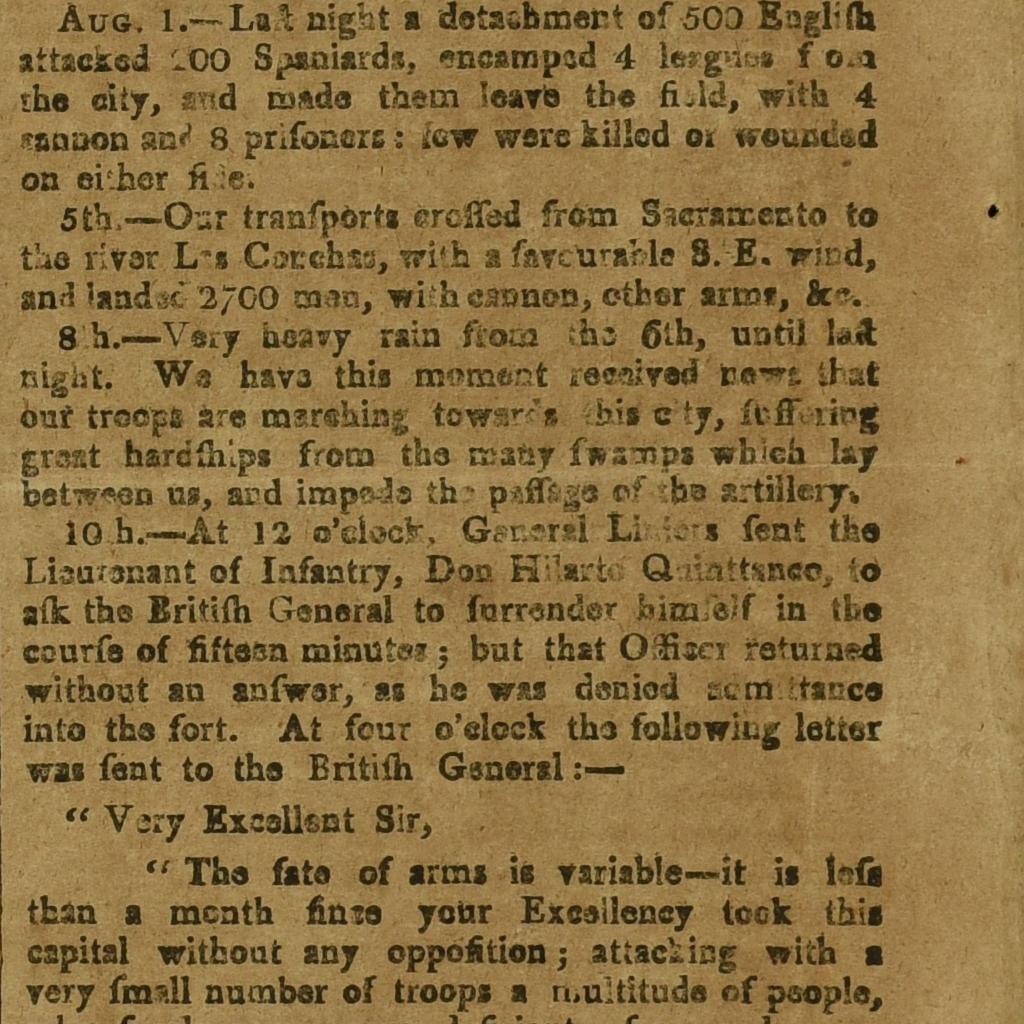 AUG. 1.—Laſt night a detachment of 500 Engliſh
attacked 00 Spaniards, encamped 4 leagues from
the city, and made them leave the field, with 4
cannon and 8 priſoners: few were killed or wounded
on either ſide.
5th.—Our tranſports croſſed from Sacramento to
the river Las Conchas, with a favourable S. E. wind,
and landed 2700 men, with cannon, other arms, &c.
8th.—Very heavy rain from the 6th, until laſt
night. We have this moment received news that
our troops are marching towards this city, ſuffering
great hardſhips from the many ſwamps which lay
between us, and impede the paſſage of the artillery.
10th.—At 12 o'clock, General Liniers ſent the
Lieutenant of Infantry, Don Hilario Quinttance, to
aſk the Britiſh General to ſurrender himſelf in the
courſe of fifteen minutes; but that Officer returned
without an anſwer, as he was denied admittance
into the fort. At four o'clock the following letter
was ſent to the Britiſh General:—
“ Very Excellent Sir,
“ The fate of arms is variable—it is leſs
than a month ſince your Excellency took this
capital without any oppoſition; attacking with a
very ſmall number of troops a multitude of people,